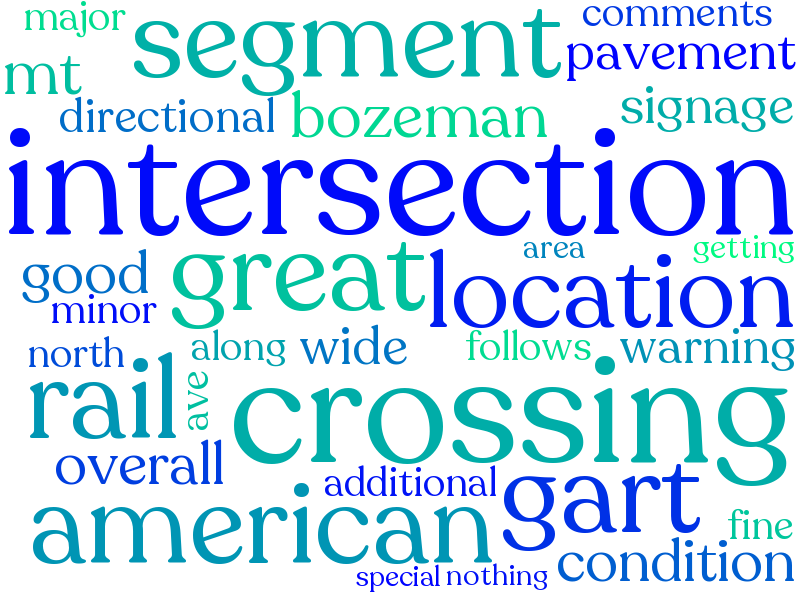 major
segment
comments
pavement
mt
directional
bozeman
signage
intersection
good
great
area
getting
location
minor
north
along
wide
follows
warning
rail
ave
crossing
overall
additional
gart
american
fine
condition
special
nothing